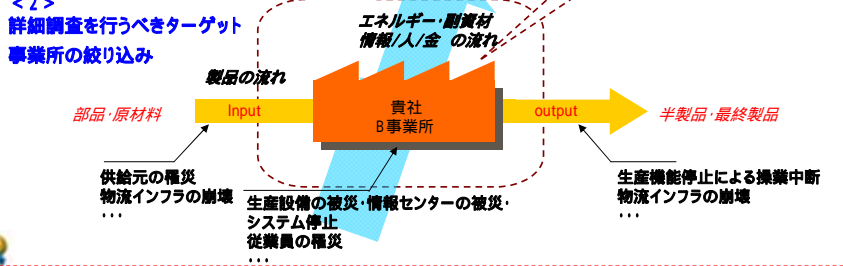 <2>
詳細調査を行うべきターゲット
事業所の絞り込み
エネルギー・副資材
情報/人/金 の流れ
製品の流れ
部品・原材料
Input
貴社
B事業所
output
半製品・最終製品
供給元の罹災
物流インフラの崩壊
・・・
生産設備の被災・情報センターの被災・
システム停止
従業員の罹災
・・・
生産機能停止による操業中断
物流インフラの崩壊
・・・